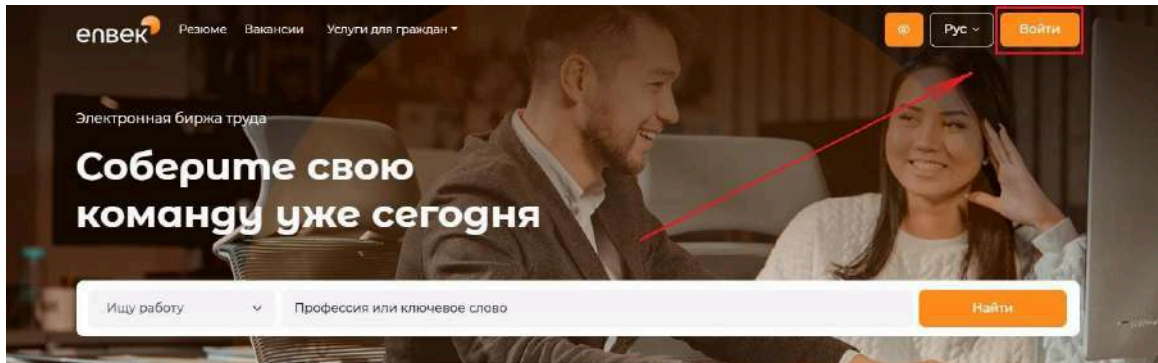 enbek
Резюме Вакансии Услуги для граждан
Рус
Войти
Электронная биржа труда
Соберите свою
команду уже сегодня
Ищу работу
Профессия или ключевое слово
Найти